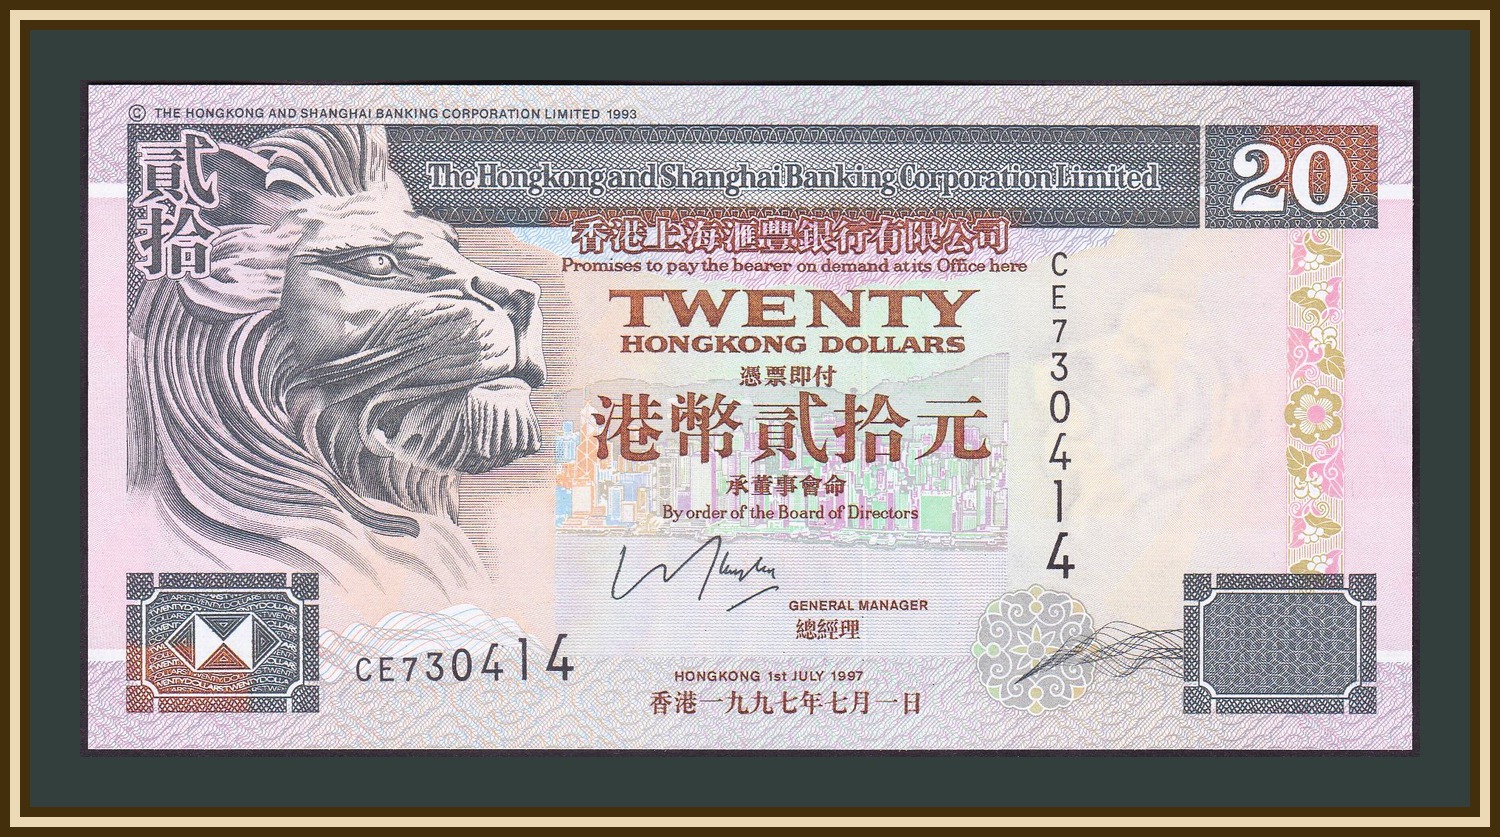 © THE HONGKONG AND SHANGHAI BANKING CORPORATION LIMITED 1993
貳拾
The Hongkong and Shanghai Banking Corporation Limited
20
香港上海滙豐銀行有限公司
Promises to pay the bearer on demand at its Office here
TWENTY
HONGKONG DOLLARS
憑票即付
港幣貳拾元
承董事會命
By order of the Board of Directors
CE730414
GENERAL MANAGER
總經理
CE730414
HONGKONG 1st JULY 1997
香港一九九七年七月一日